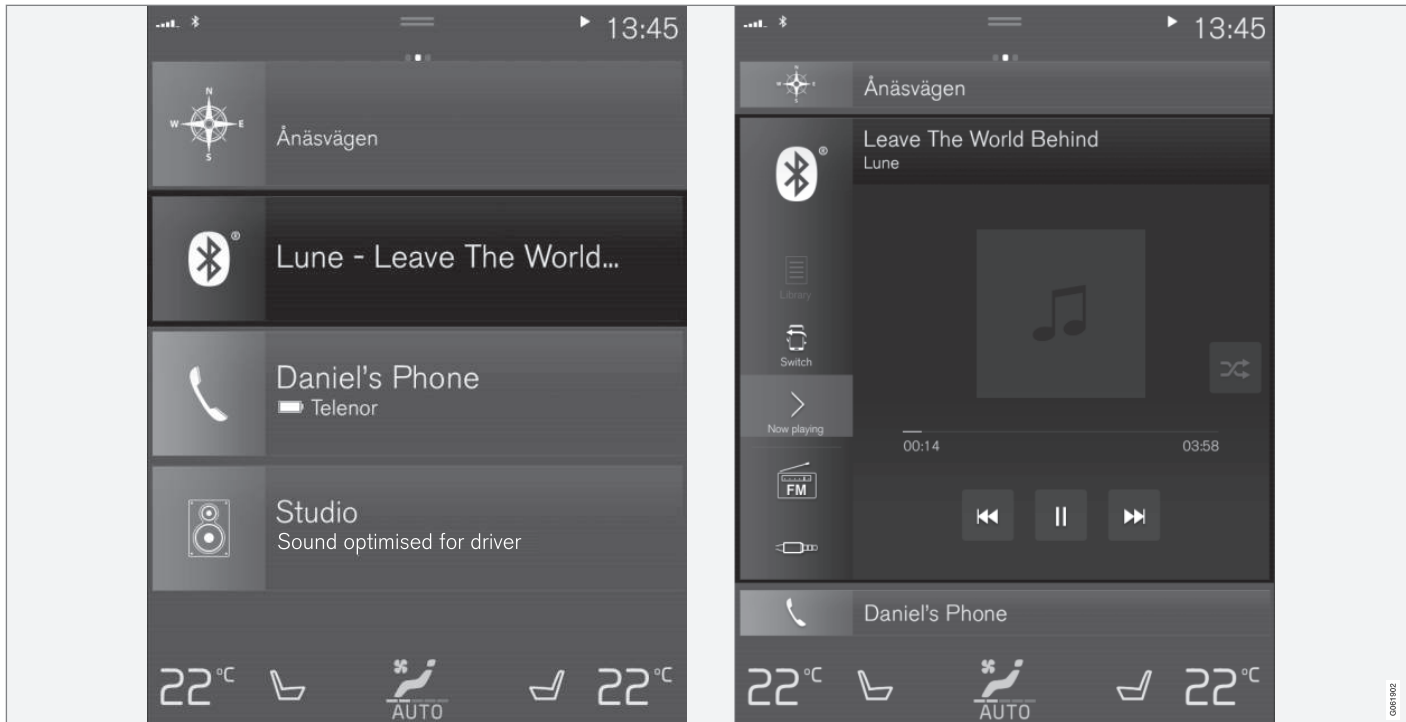 13:45
N
W
E
S
Ånäsvägen
®
Lune - Leave The World...
Daniel's Phone
Telenor
Studio
Sound optimised for driver
22°C
AUTO
22°C
13:45
N
W
E
S
Ånäsvägen
®
Leave The World Behind
Lune
Library
Switch
Now playing
00:14
03:58
FM
Daniel's Phone
22°C
AUTO
22°C
G061902